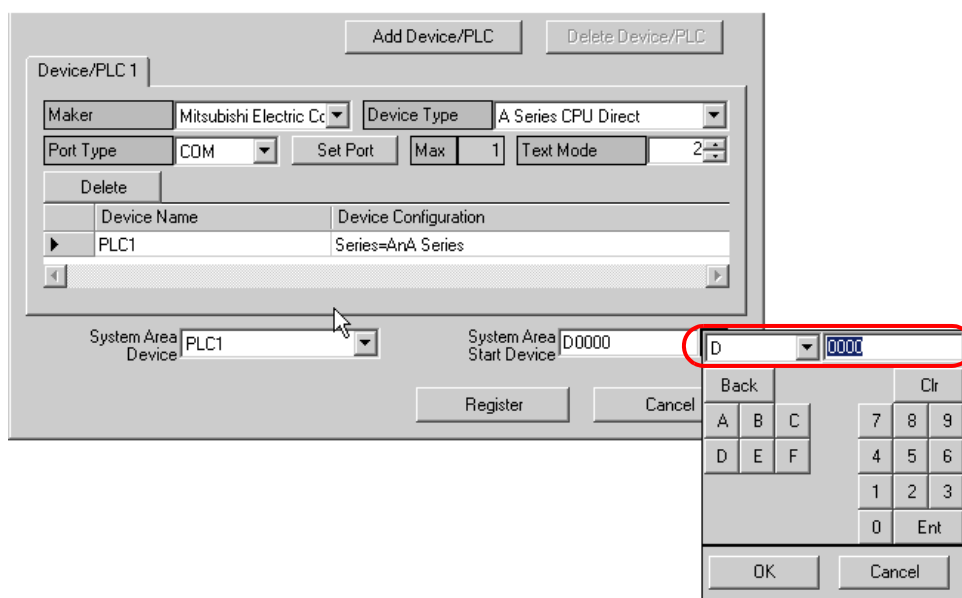 Add Device/PLC Delete Device/PLC
Device/PLC 1
Maker Mitsubishi Electric Cc Device Type A Series CPU Direct
Port Type COM Set Port Max 1 Text Mode 2
Delete
Device Name Device Configuration
PLC1 Series=AnA Series
System Area Device PLC1 System Area Start Device D0000
D 0000
Back Clr
Register Cancel
A B C 7 8 9
D E F 4 5 6
1 2 3
0 Ent
OK Cancel